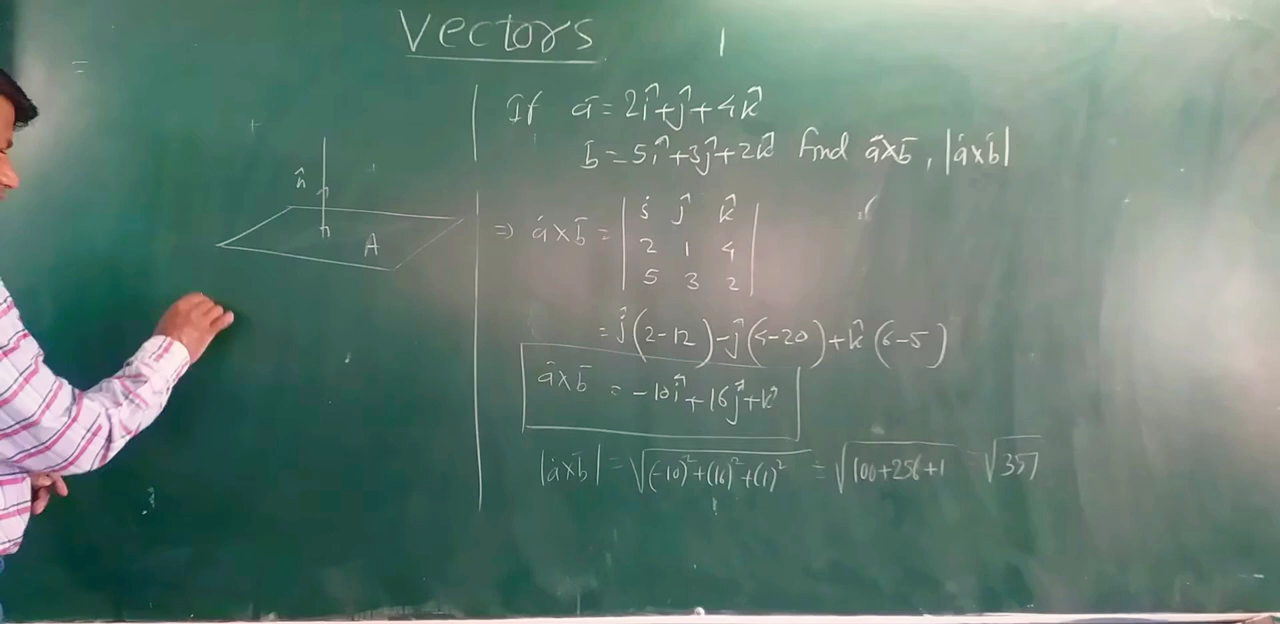 Vectors
n̂
A
If ā = 2î+ĵ+4k̂
b̄ = 5î+3ĵ+2k̂ find ā×b̄, |ā×b̄|
⇒ ā×b̄ = | i ĵ k̂ |
| 2 1 4 |
| 5 3 2 |
= î(2-12)-ĵ(4-20)+k̂(6-5)
ā×b̄ = -10î+16ĵ+k̂
|ā×b̄| = √(-10)²+(16)²+(1)² = √100+256+1 √357